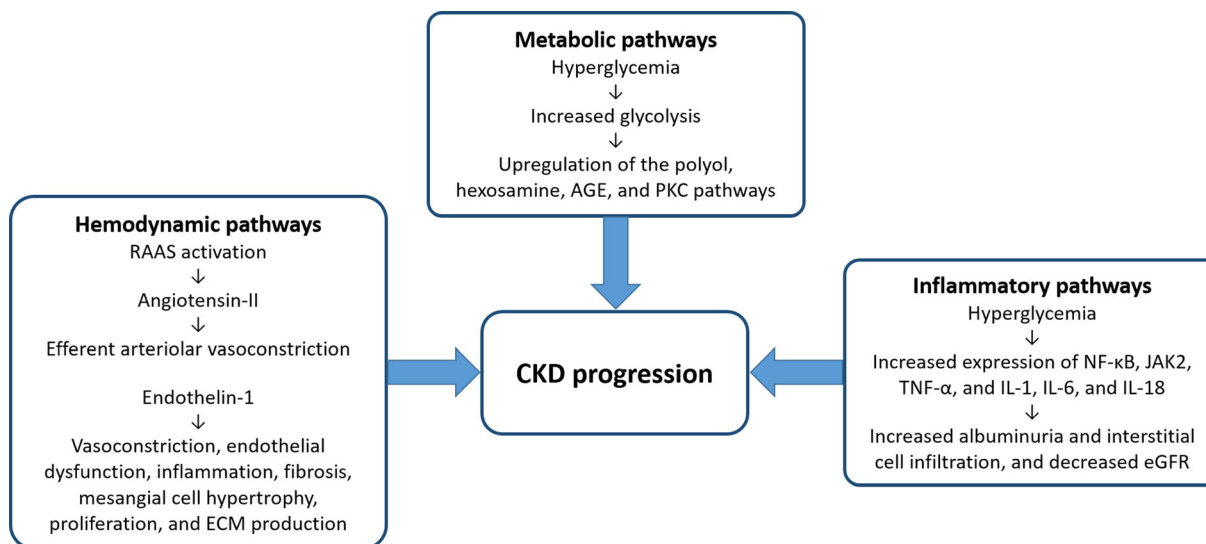 Metabolic pathways
Hyperglycemia
↓
Increased glycolysis
↓
Upregulation of the polyol,
hexosamine, AGE, and PKC pathways
Hemodynamic pathways
RAAS activation
↓
Angiotensin-II
↓
Efferent arteriolar vasoconstriction
Endothelin-1
↓
Vasoconstriction, endothelial
dysfunction, inflammation, fibrosis,
mesangial cell hypertrophy,
proliferation, and ECM production
CKD progression
Inflammatory pathways
Hyperglycemia
↓
Increased expression of NF-κB, JAK2,
TNF-α, and IL-1, IL-6, and IL-18
↓
Increased albuminuria and interstitial
cell infiltration, and decreased eGFR